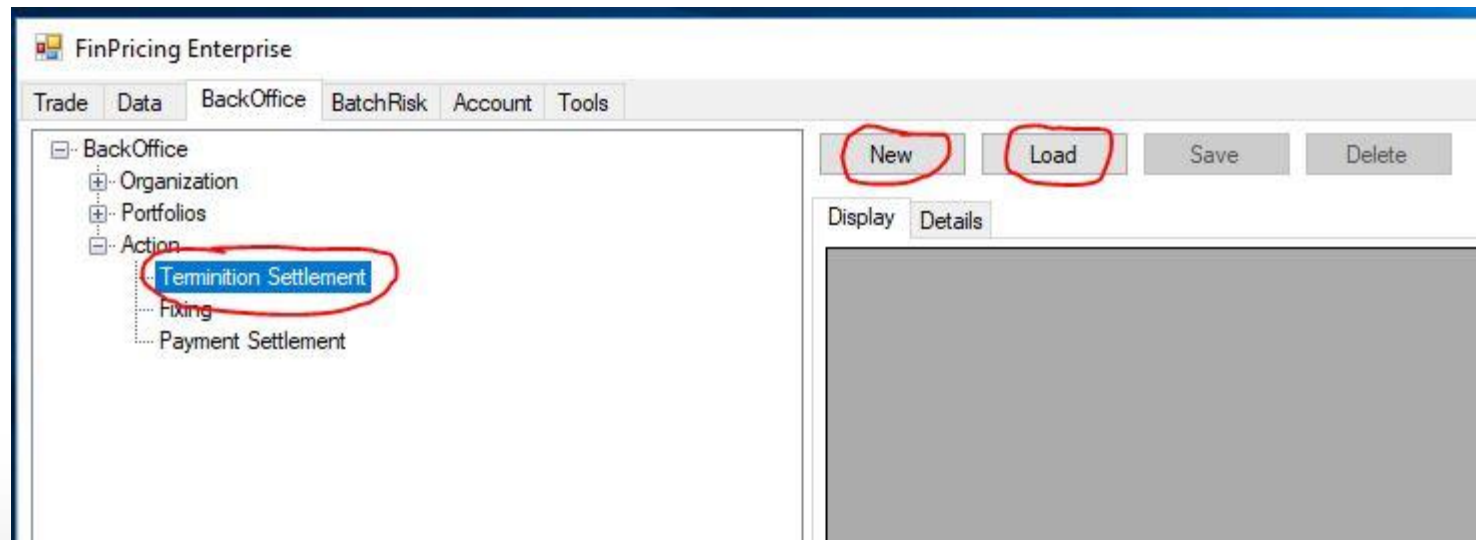 FinPricing Enterprise
Trade Data BackOffice BatchRisk Account Tools
BackOffice
Organization
Portfolios
Action
Terminition Settlement
Fixing
Payment Settlement
New Load Save Delete
Display Details